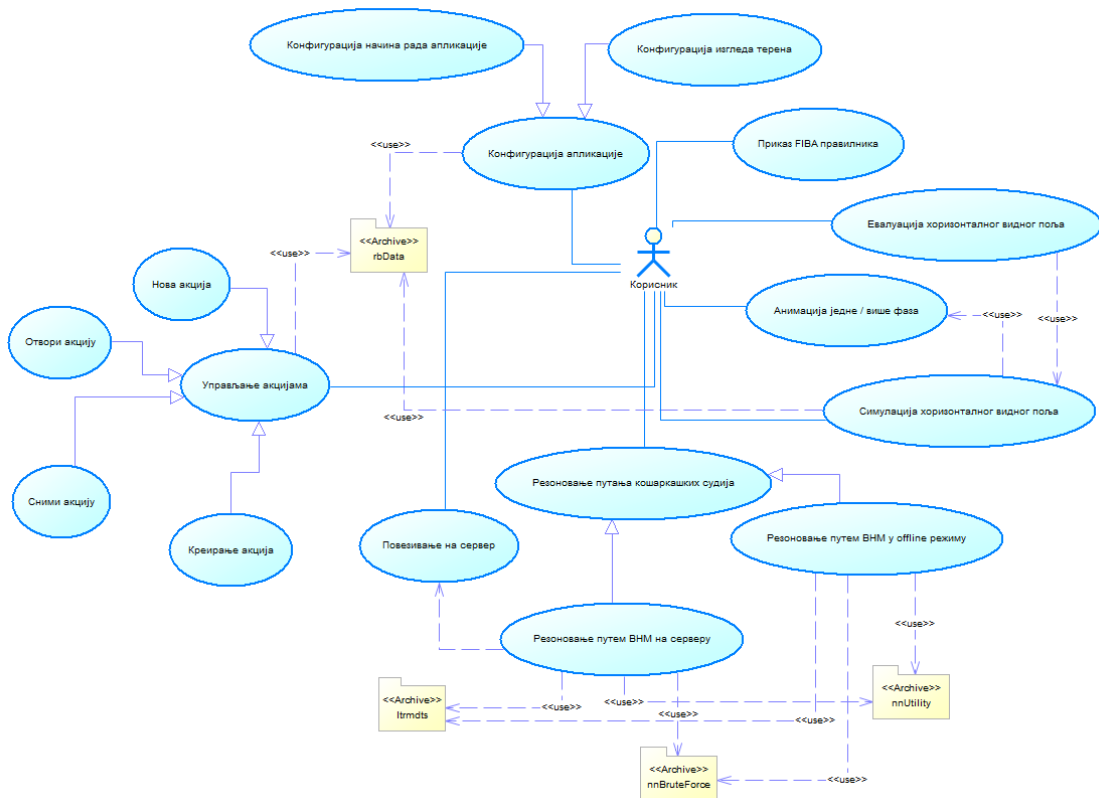 Конфигурација начина рада апликације
Конфигурација изгледа терена
<<use>>
Конфигурација апликације
Приказ FIBA правилника
<<Archive>>
rbData
<<use>>
Корисник
Евалуација хоризонталног видног поља
<<use>>
Нова акција
Анимација једне / више фаза
<<use>>
Отвори акцију
Управљање акцијама
Симулација хоризонталног видног поља
<<use>>
Сними акцију
Резоновање путања кошаркашких судија
Креирање акција
Повезивање на сервер
Резоновање путем ВНМ у offline режиму
<<use>>
Резоновање путем ВНМ на серверу
<<Archive>>
ltrmdts
<<use>>
<<use>>
<<use>>
<<Archive>>
nnUtility
<<use>>
<<Archive>>
nnBruteForce
<<use>>